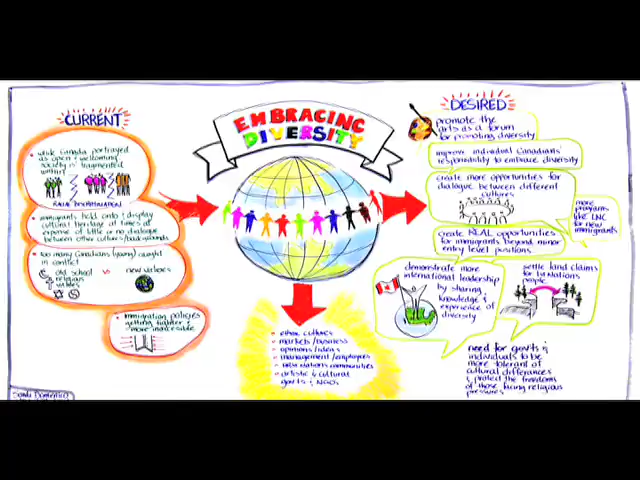 CURRENT
while Canada portrayed
as open & welcoming
society is fragmented
within
RACIAL DISCRIMINATION
immigrants hold onto & display
cultural heritage at times at
expense of little or no dialogue
between other cultures/backgrounds
too many Canadians (young) caught
in conflict
old school
religious
values
vs
new values
immigration policies
getting tighter &
more inaccessible
EMBRACING
DIVERSITY
ethnic cultures
markets/business
opinions/ideas
management/employees
first nations communities
artistic & cultural
govts & NGOs
DESIRED
promote the
arts as a forum
for promoting diversity
improve individual Canadians'
responsibility to embrace diversity
create more opportunities for
dialogue between different
cultures
more
programs
like LNC
for new
immigrants
create REAL opportunities
for immigrants beyond minor
entry level positions
demonstrate more
international leadership
by sharing
knowledge &
experience of
diversity
settle land claims
for 1st Nations
people
need for govts &
individuals to be
more tolerant of
cultural differences
& protect the freedoms
of those facing religious
pressures